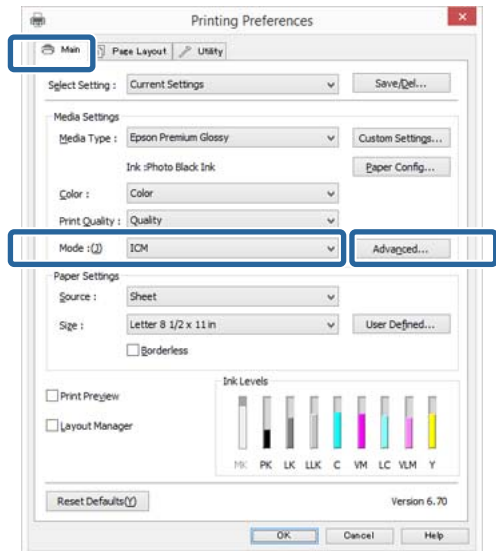 Printing Preferences
Main Page Layout Utility
Select Setting : Current Settings Save/Del...
Media Settings
Media Type : Epson Premium Glossy Custom Settings...
Ink :Photo Black Ink Paper Config...
Color : Color
Print Quality : Quality
Mode :(J) ICM Advanced...
Paper Settings
Source : Sheet
Size : Letter 8 1/2 x 11 in User Defined...
Borderless
Print Preview
Layout Manager
Ink Levels
MK PK LK LLK C VM LC VLM Y
Reset Defaults(Y) Version 6.70
OK Cancel Help